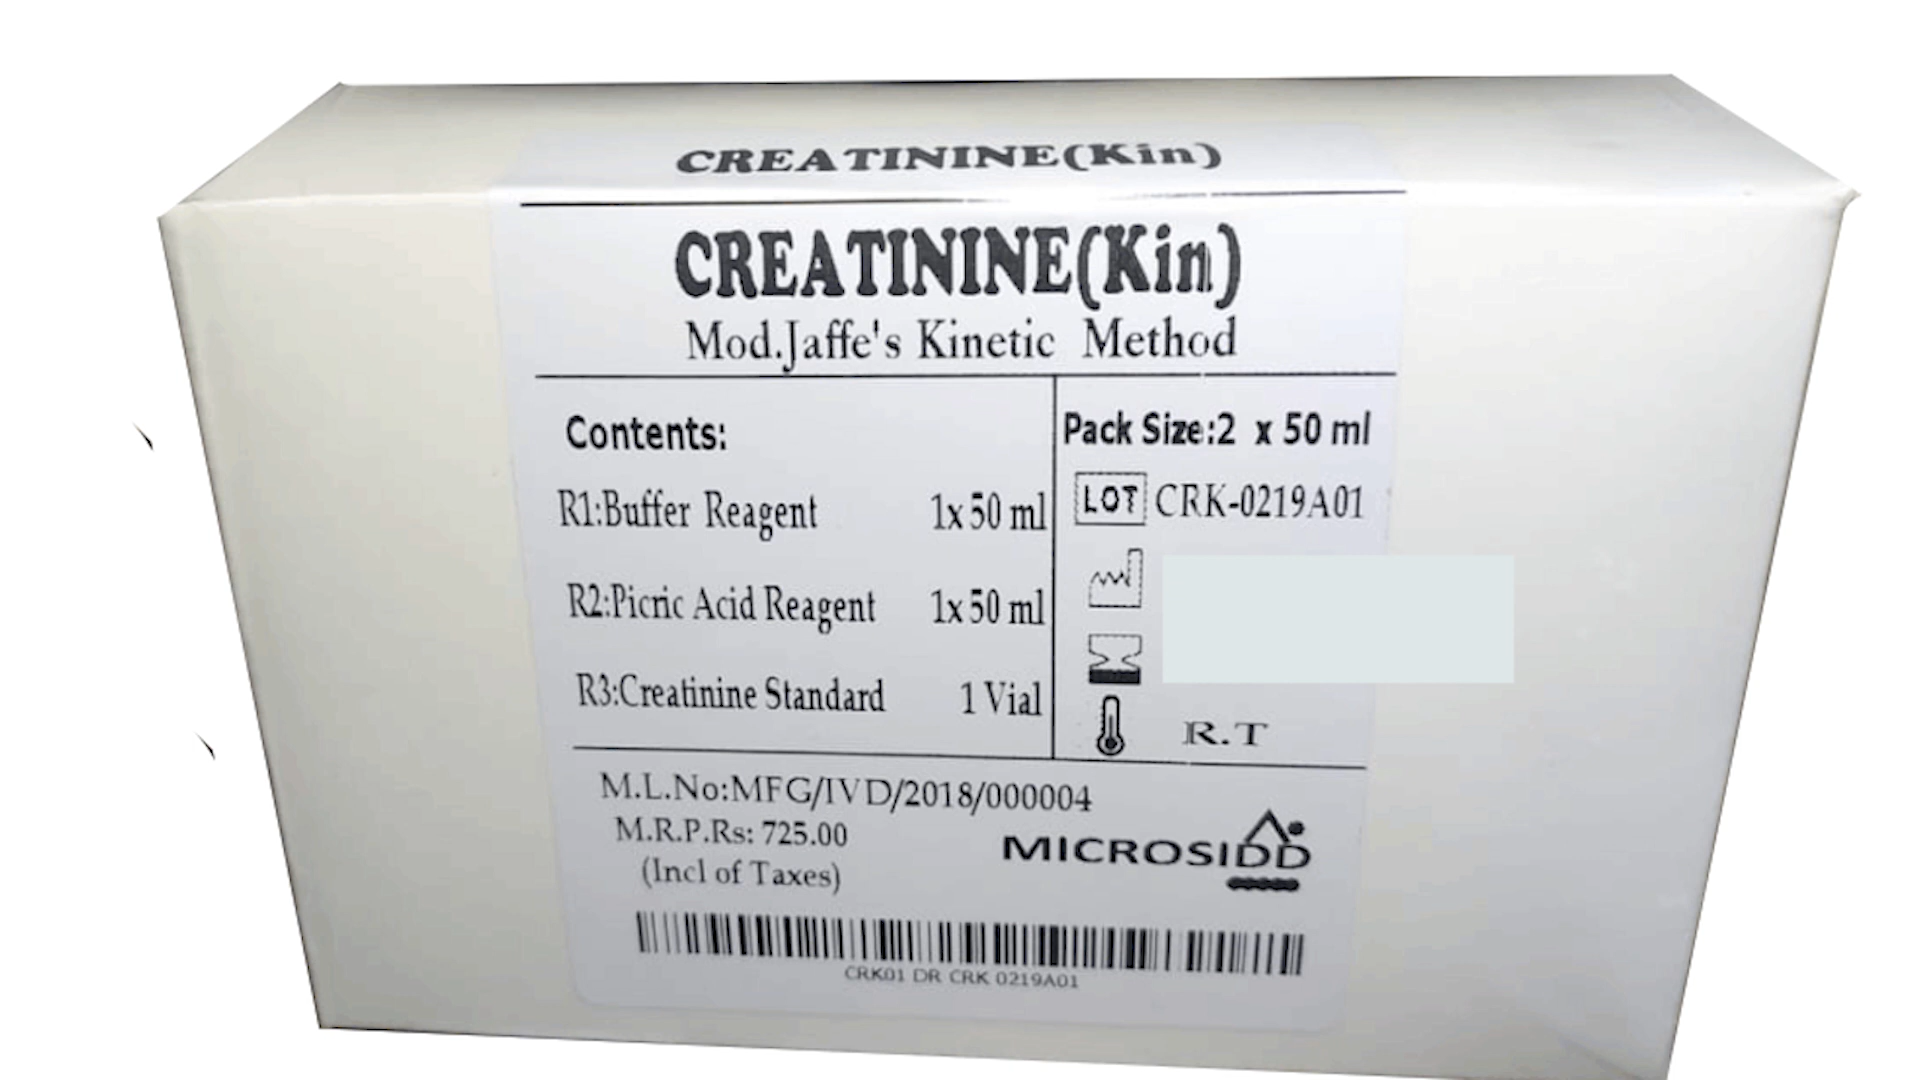 CREATININE(Kin)
CREATININE(Kin)
Mod.Jaffe's Kinetic Method
Contents:
R1:Buffer Reagent 1x50 ml
R2:Picric Acid Reagent 1x50 ml
R3:Creatinine Standard 1 Vial
Pack Size:2 x 50 ml
LOT CRK-0219A01
R.T
M.L.No:MFG/IVD/2018/000004
M.R.P.Rs: 725.00
(Incl of Taxes)
MICROSIDD
CRK01 DR CRK 0219A01